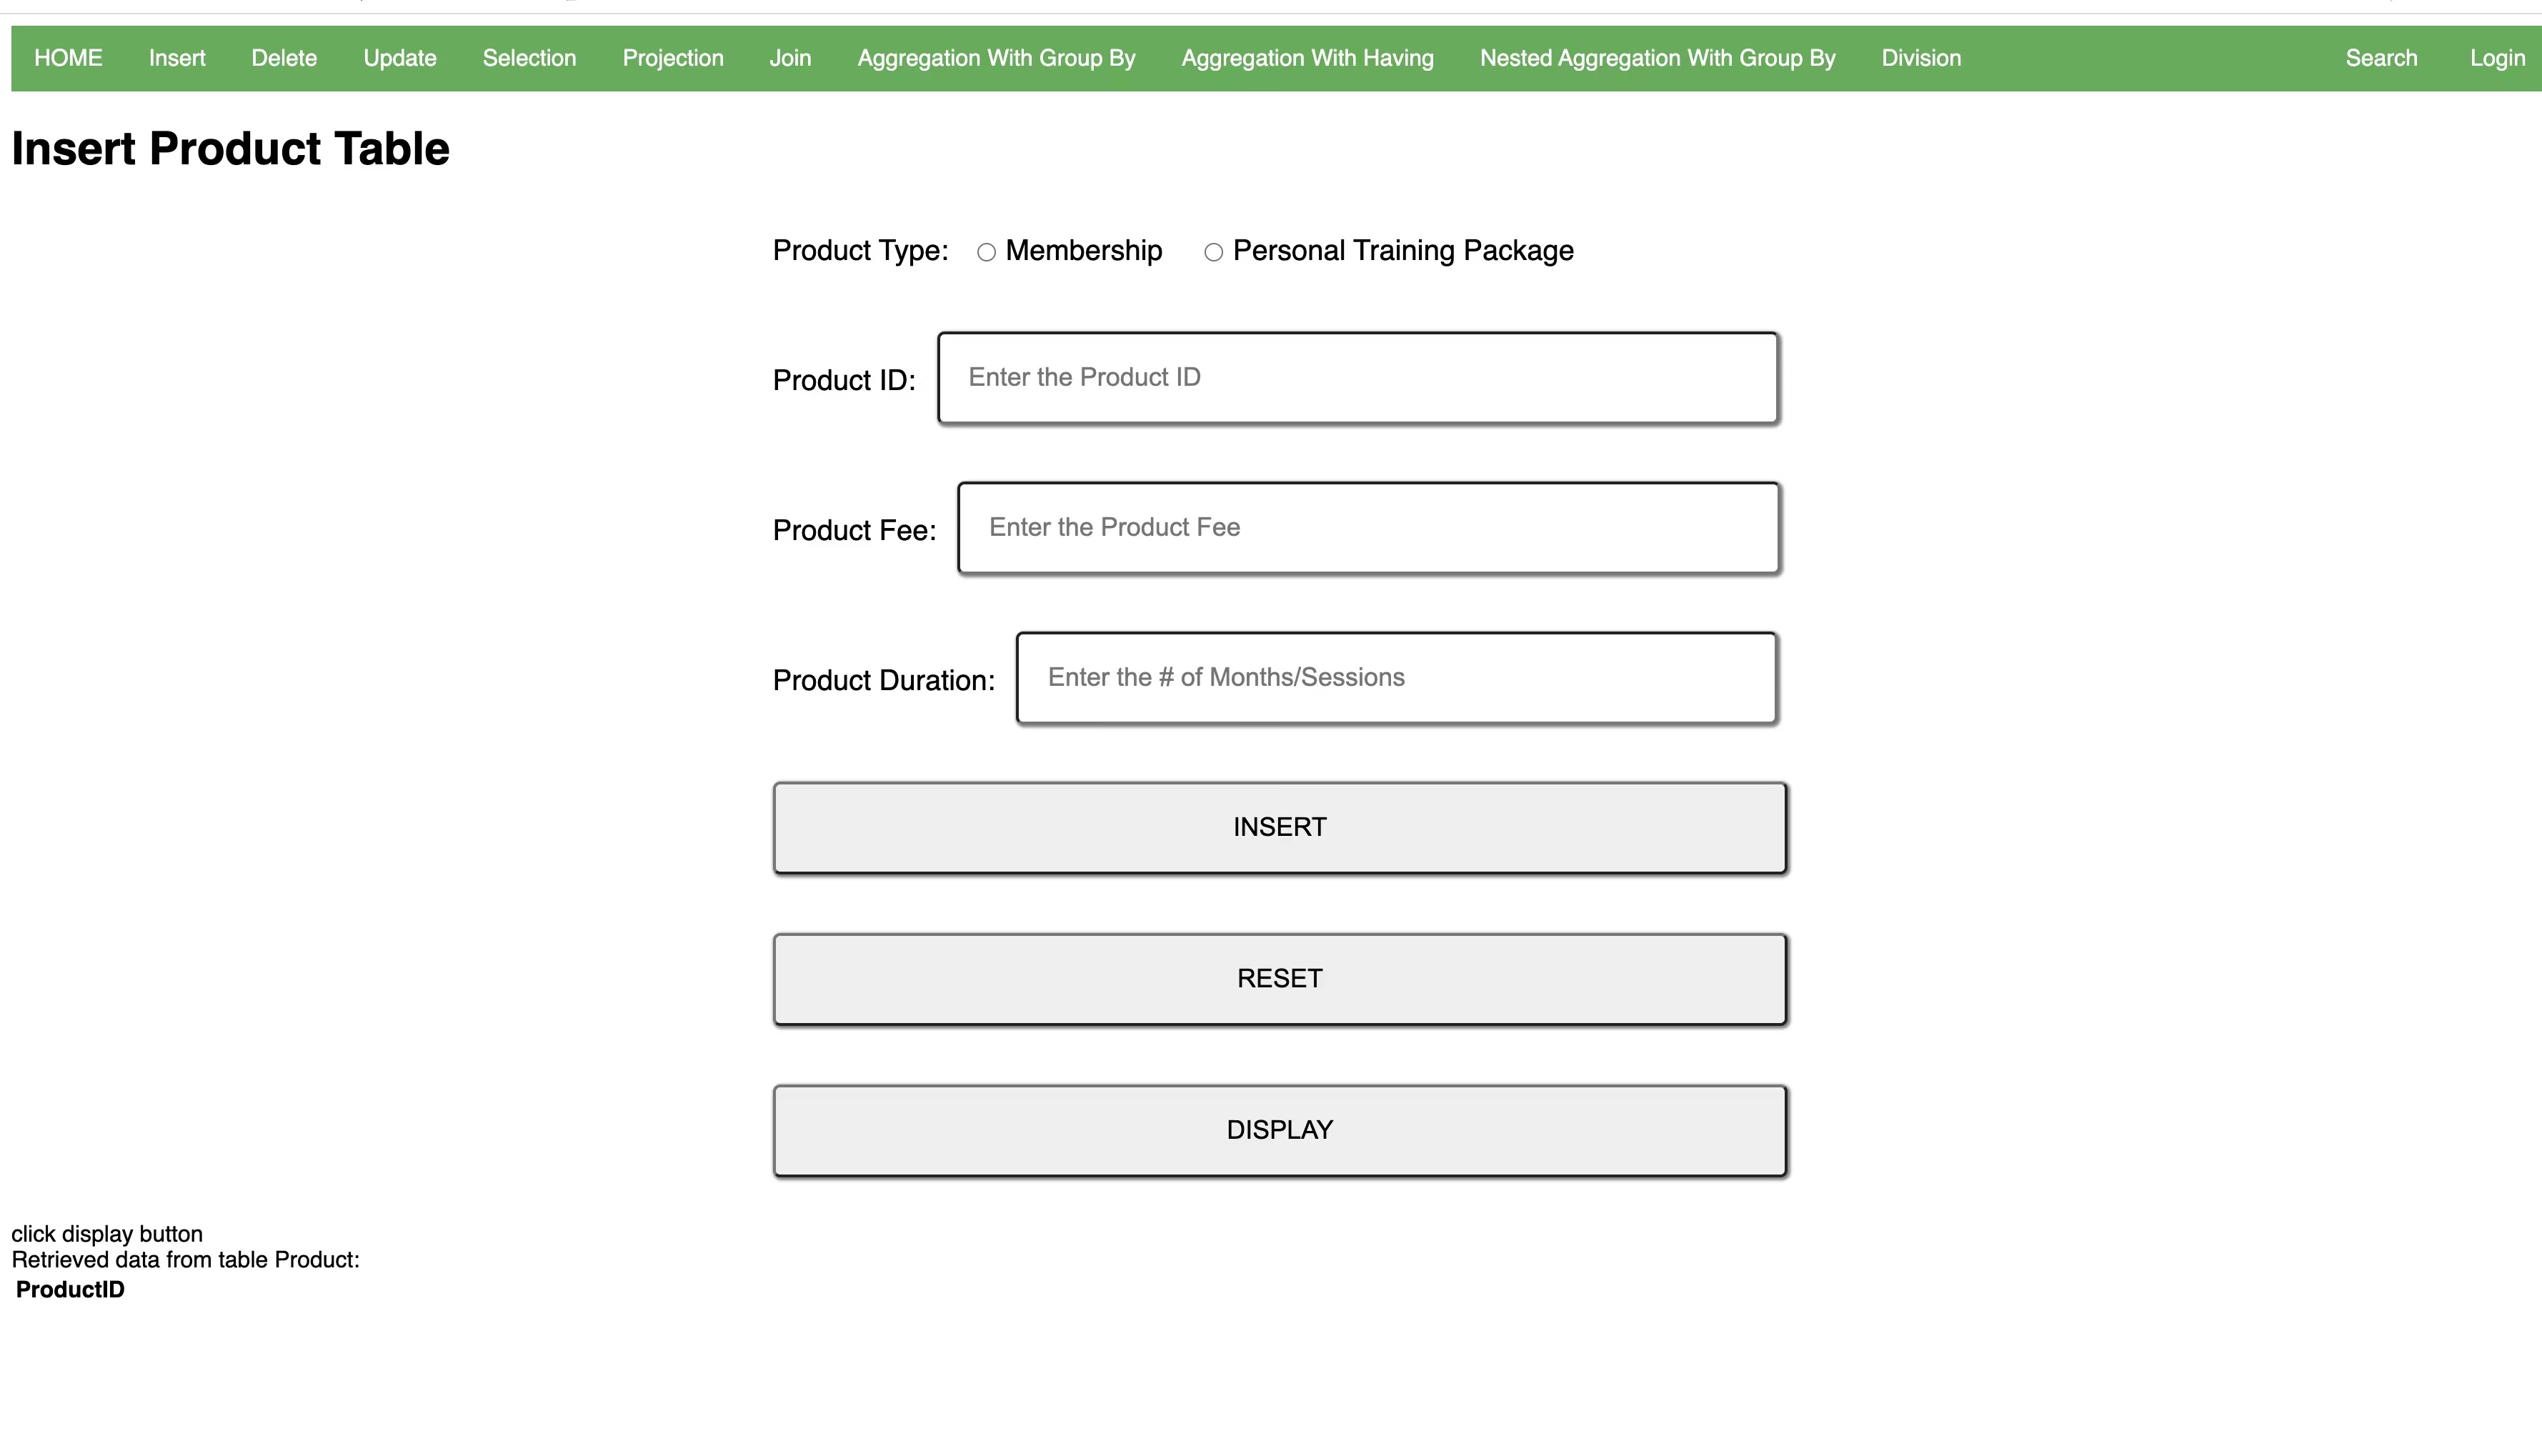 HOME Insert Delete Update Selection Projection Join Aggregation With Group By Aggregation With Having Nested Aggregation With Group By Division Search Login
Insert Product Table
Product Type: Membership Personal Training Package
Product ID: Enter the Product ID
Product Fee: Enter the Product Fee
Product Duration: Enter the # of Months/Sessions
INSERT
RESET
DISPLAY
click display button
Retrieved data from table Product:
ProductID